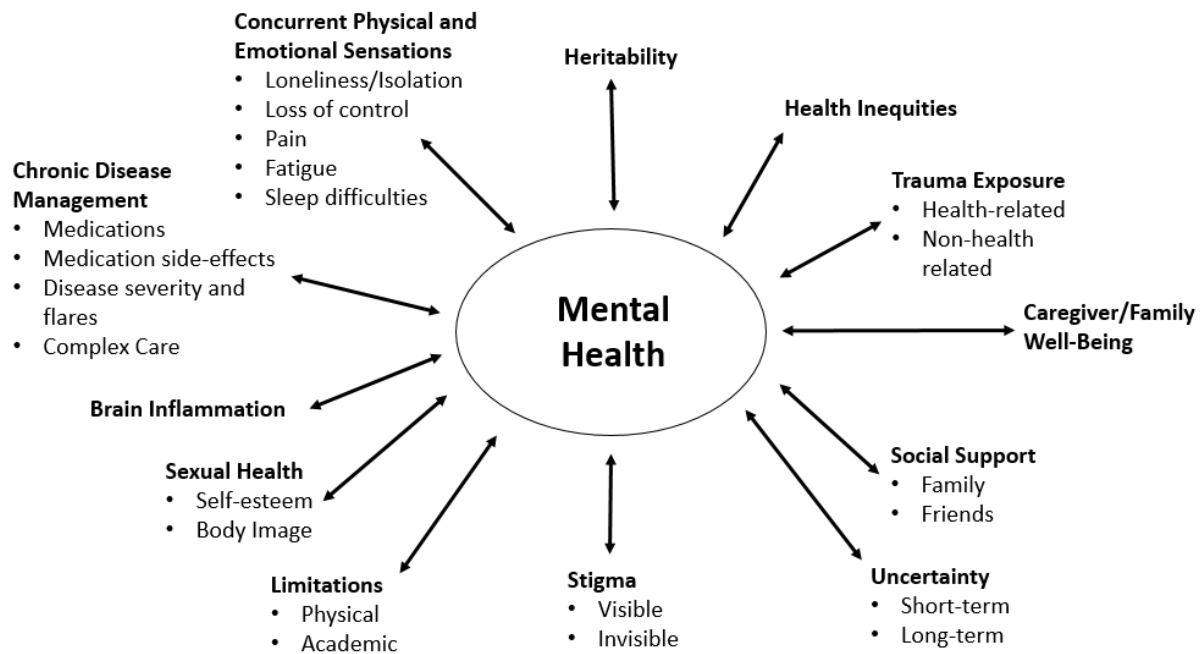 Concurrent Physical and
Emotional Sensations
• Loneliness/Isolation
• Loss of control
• Pain
• Fatigue
• Sleep difficulties
Heritability
Health Inequities
Trauma Exposure
• Health-related
• Non-health
related
Chronic Disease
Management
• Medications
• Medication side-effects
• Disease severity and
flares
• Complex Care
Mental
Health
Caregiver/Family
Well-Being
Brain Inflammation
Sexual Health
• Self-esteem
• Body Image
Social Support
• Family
• Friends
Limitations
• Physical
• Academic
Stigma
• Visible
• Invisible
Uncertainty
• Short-term
• Long-term